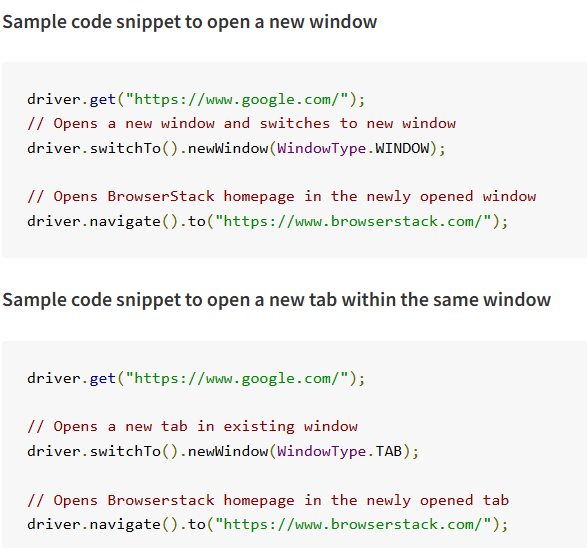 Sample code snippet to open a new window
driver.get("https://www.google.com/");
// Opens a new window and switches to new window
driver.switchTo().newWindow(WindowType.WINDOW);
// Opens BrowserStack homepage in the newly opened window
driver.navigate().to("https://www.browserstack.com/");
Sample code snippet to open a new tab within the same window
driver.get("https://www.google.com/");
// Opens a new tab in existing window
driver.switchTo().newWindow(WindowType.TAB);
// Opens Browserstack homepage in the newly opened tab
driver.navigate().to("https://www.browserstack.com/");